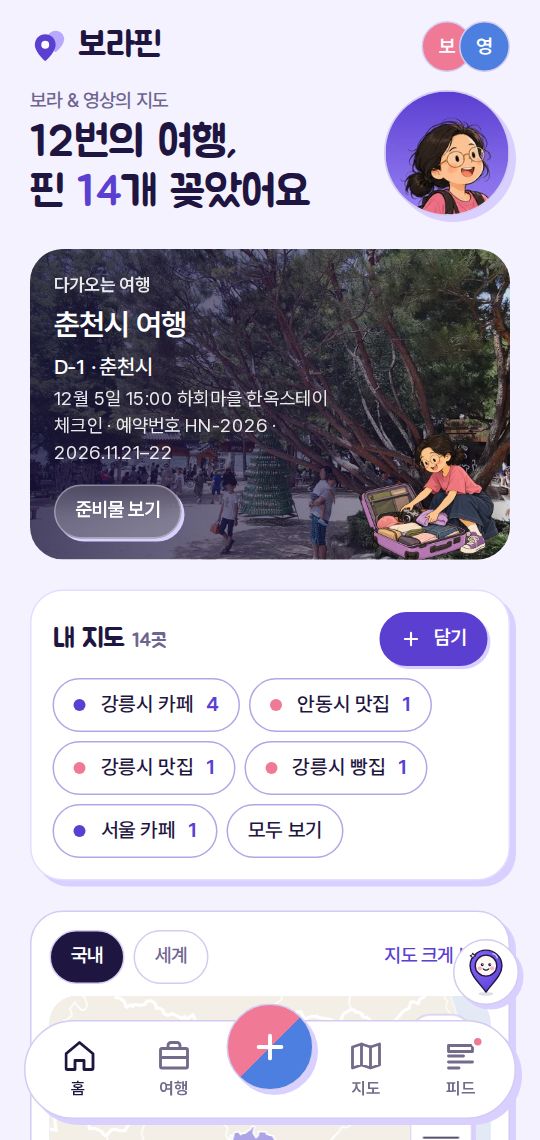 보라핀
보 영
보라 & 영상의 지도
12번의 여행,
핀 14개 꽂았어요
다가오는 여행
춘천시 여행
D-1 · 춘천시
12월 5일 15:00 하회마을 한옥스테이
체크인 · 예약번호 HN-2026 ·
2026.11.21–22
준비물 보기
내 지도 14곳
+ 담기
강릉시 카페 4
안동시 맛집 1
강릉시 맛집 1
강릉시 빵집 1
서울 카페 1
모두 보기
국내
세계
지도 크게
홈
여행
지도
피드